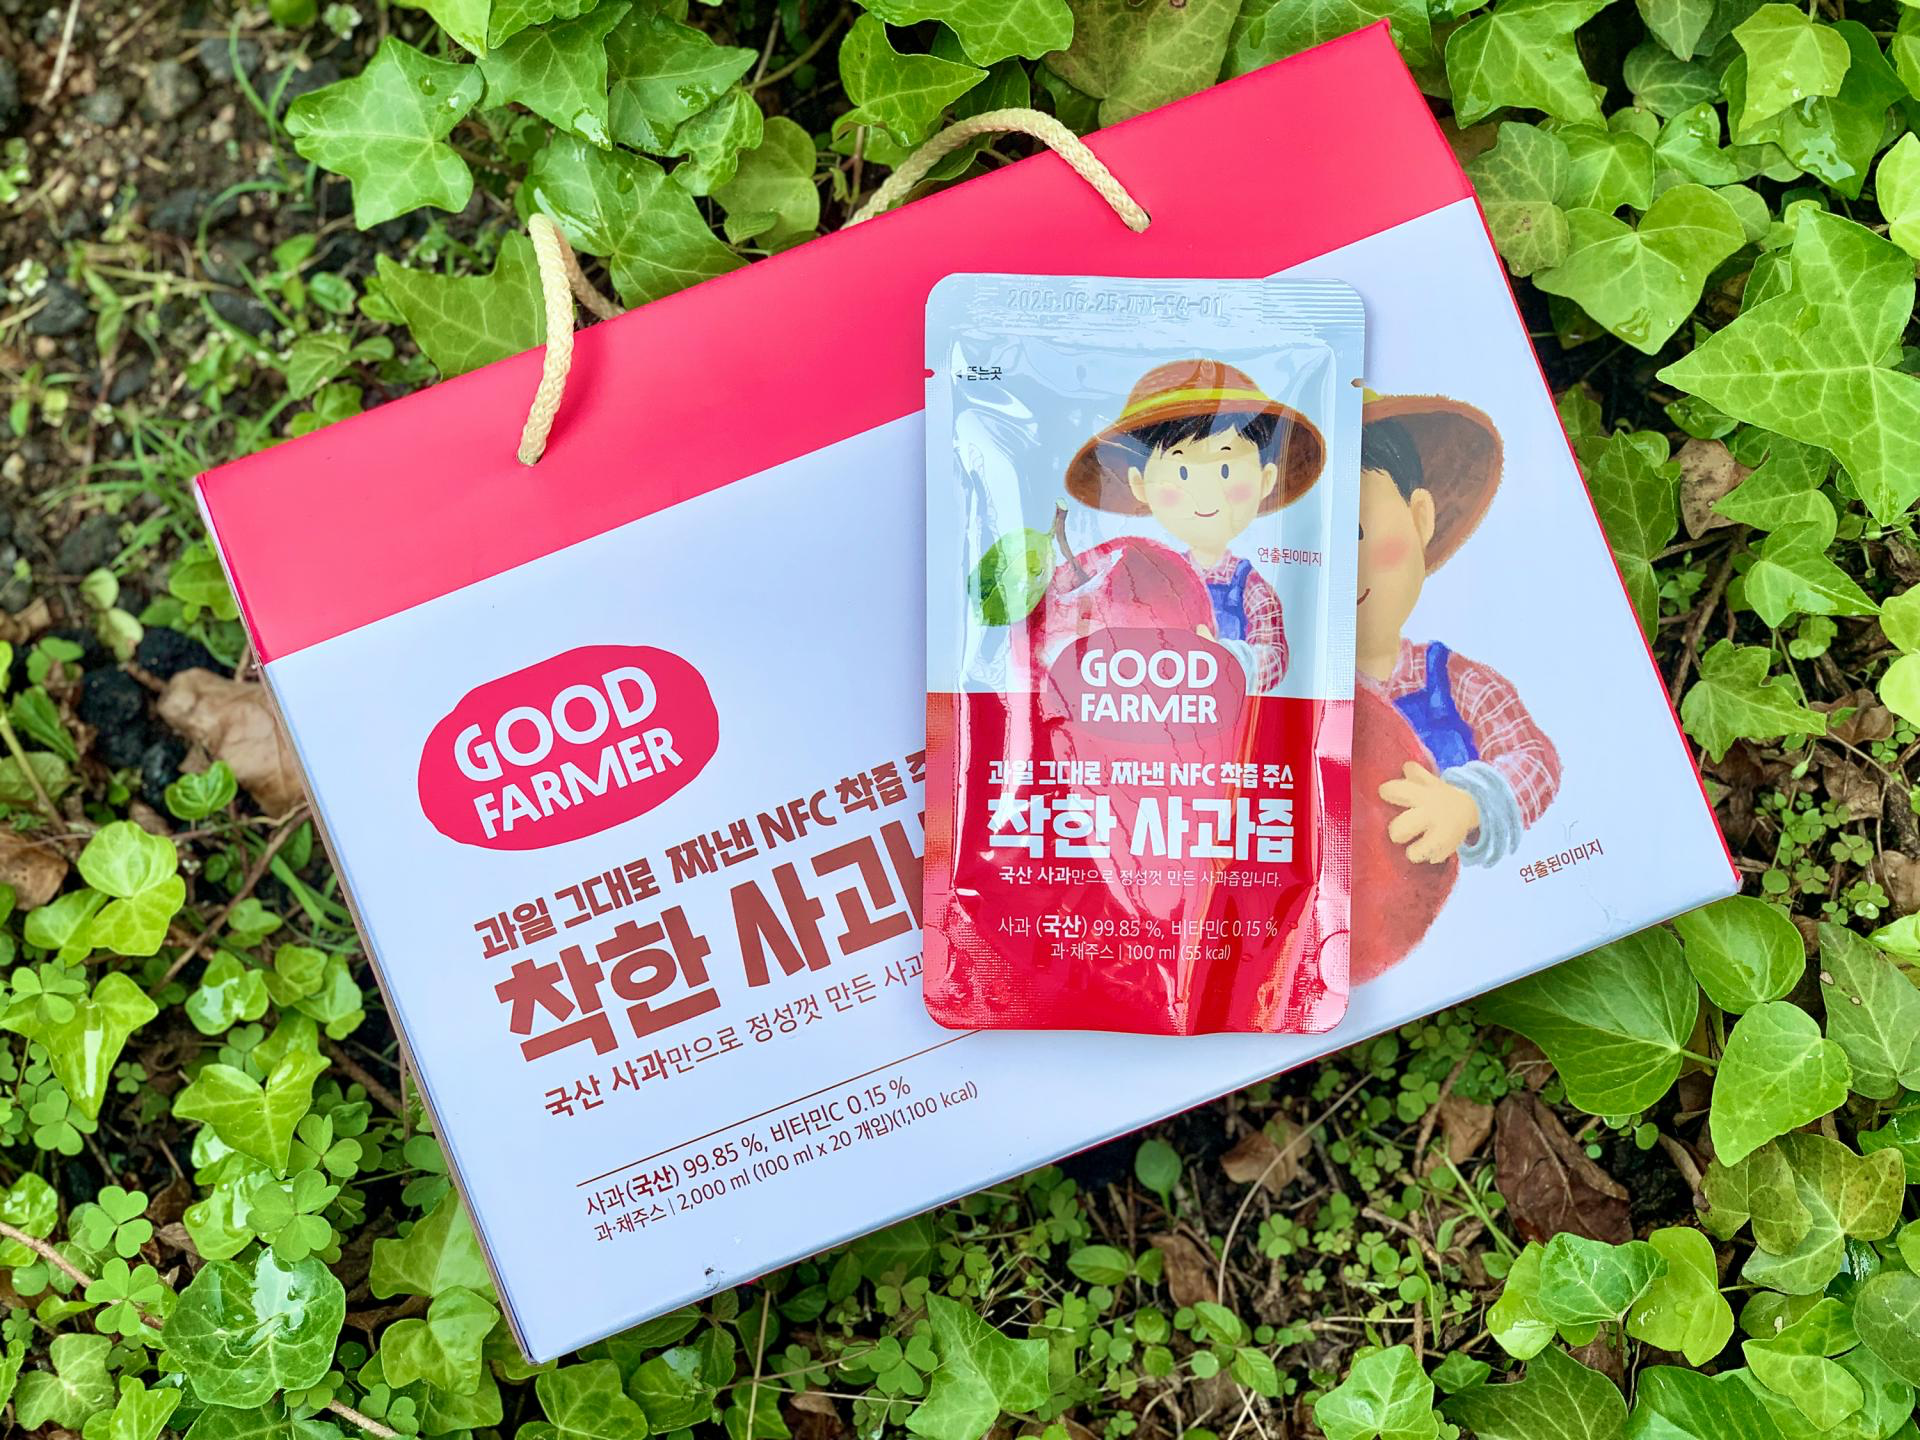 GOOD
FARMER
과일 그대로 짜낸 NFC 착즙
착한 사과
국산 사과만으로 정성껏 만든 사과
사과(국산) 99.85 %, 비타민C 0.15 %
과·채주스 | 2,000 ml (100 ml x 20 개입)(1,100 kcal)
연출된이미지
뜯는곳
연출된이미지
GOOD
FARMER
과일 그대로 짜낸 NFC 착즙 주스
착한 사과즙
국산 사과만으로 정성껏 만든 사과즙입니다.
사과 (국산) 99.85 %, 비타민C 0.15 %
과·채주스 | 100 ml (55 kcal)